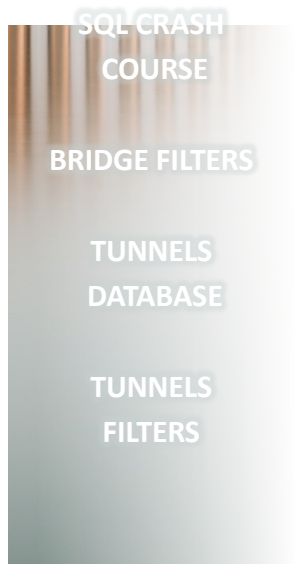 SQL CRASH
COURSE
BRIDGE FILTERS
TUNNELS
DATABASE
TUNNELS
FILTERS